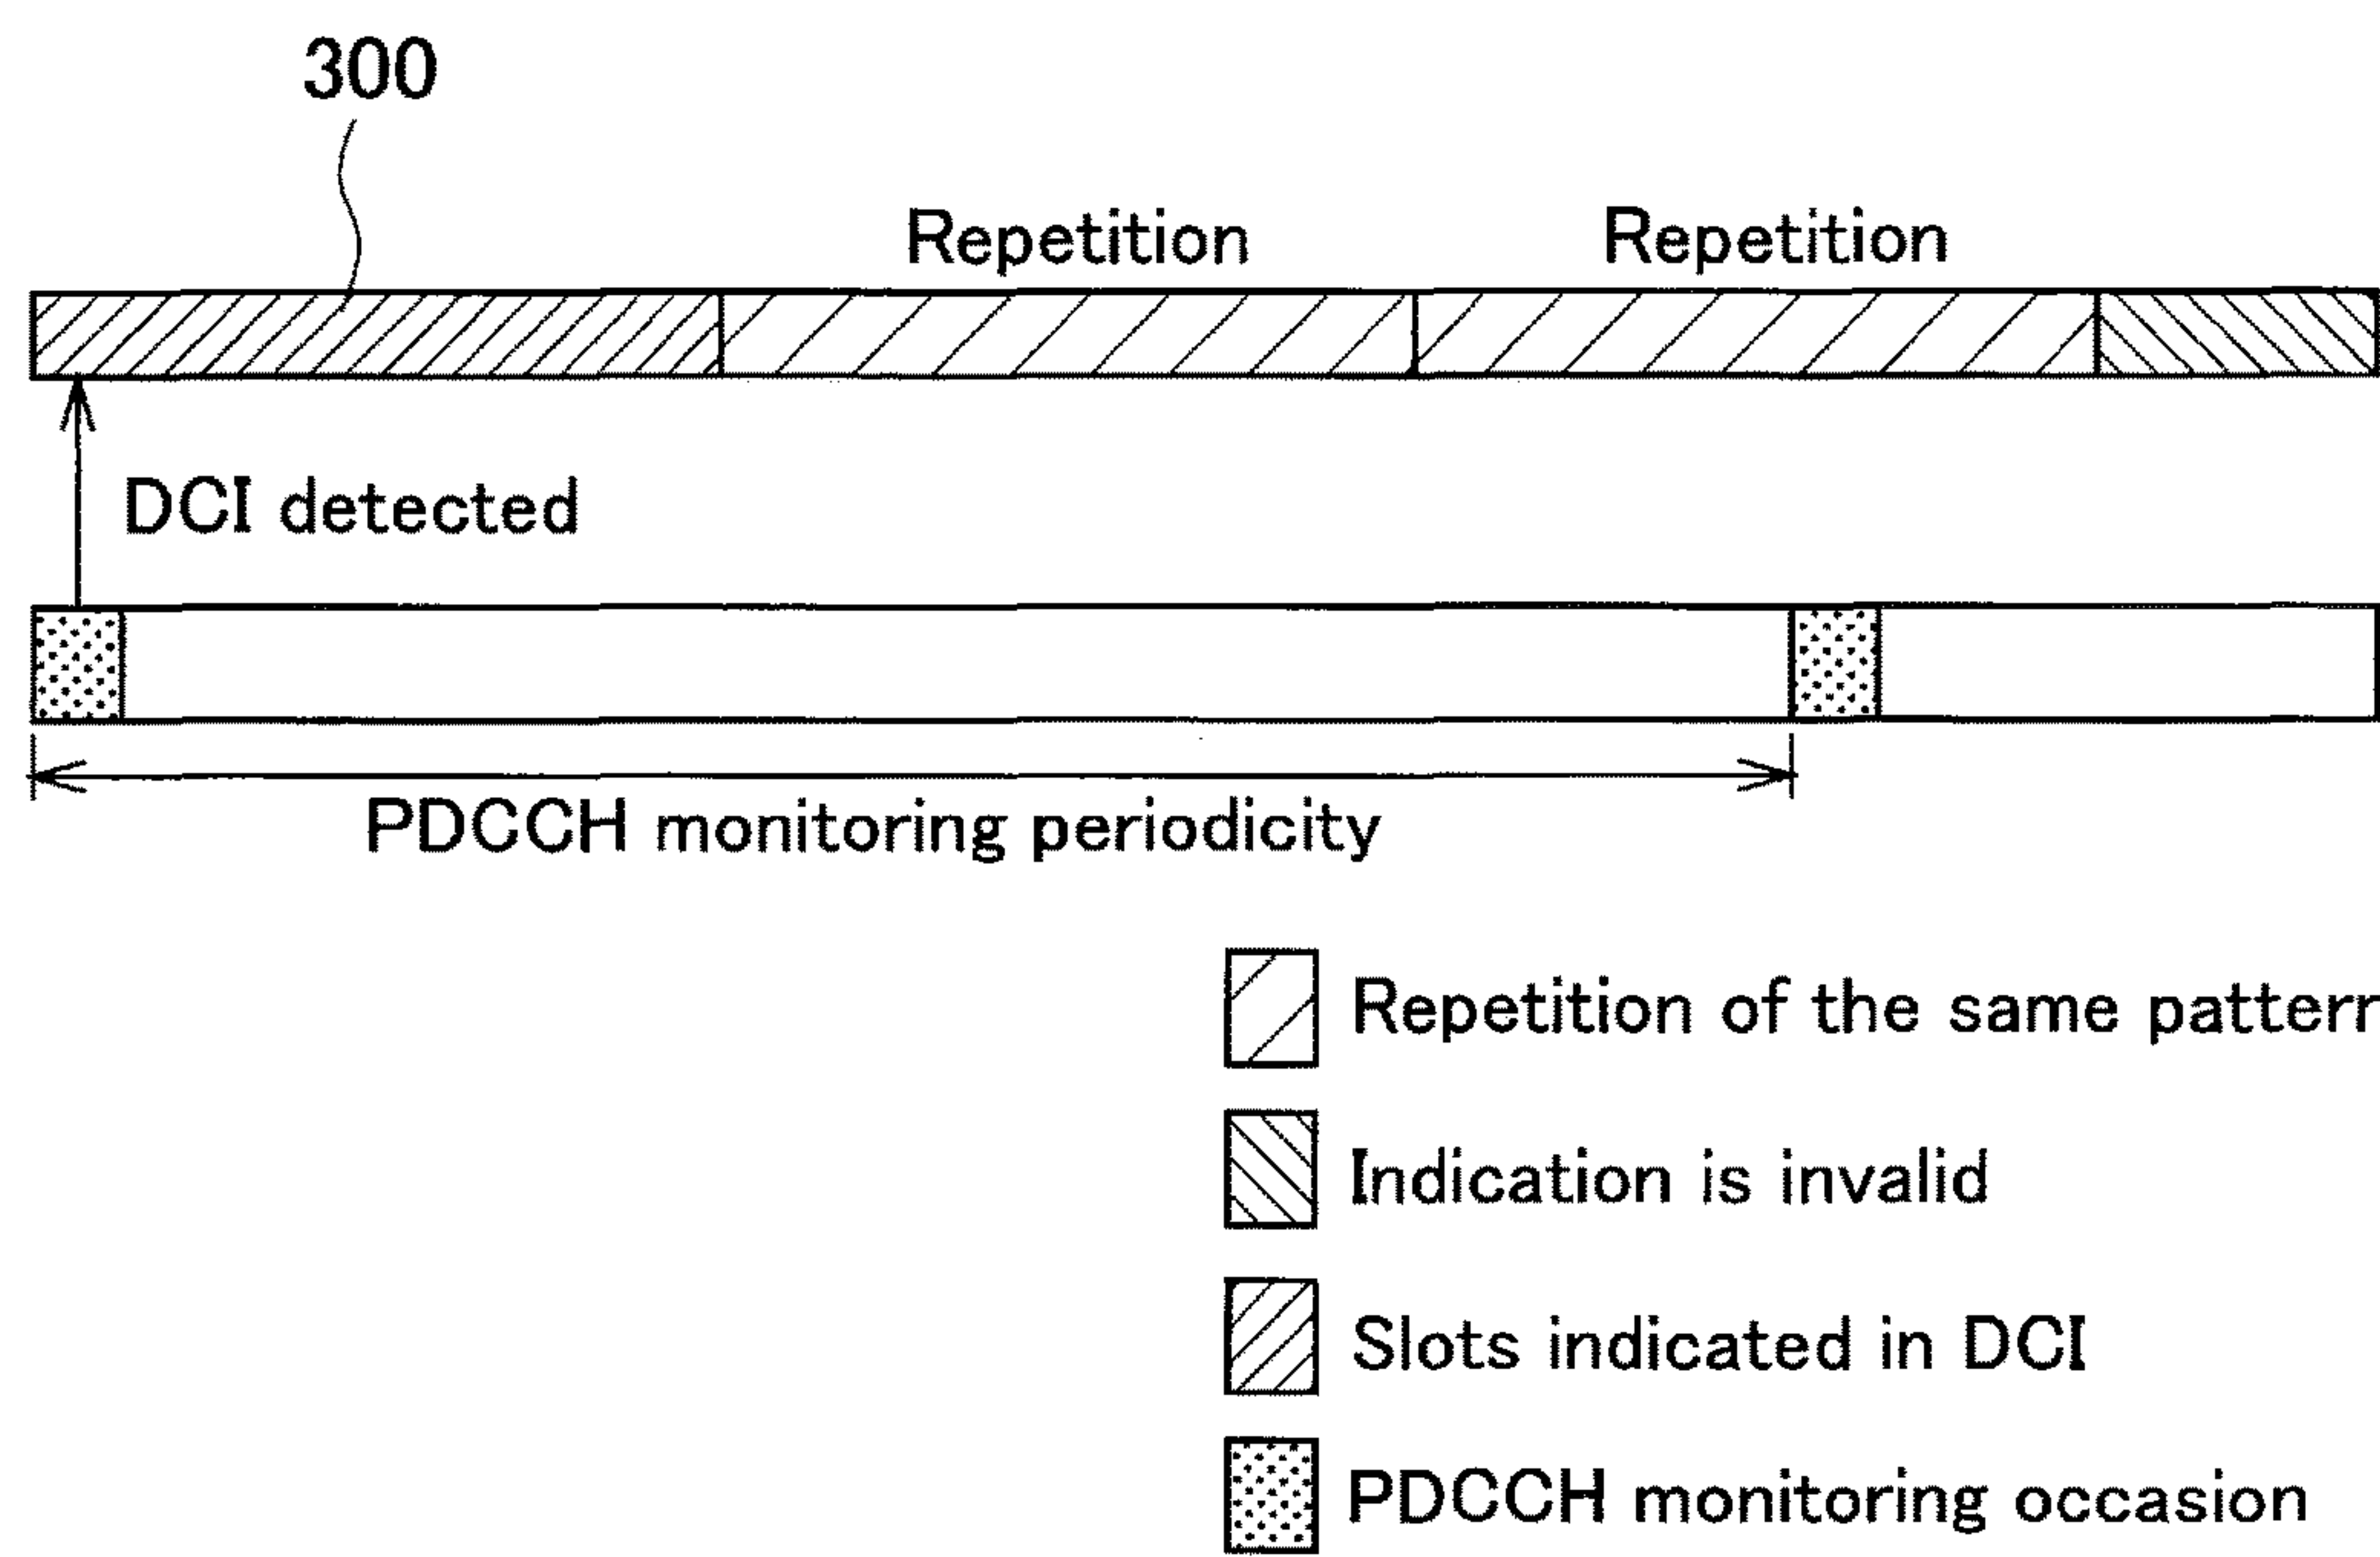 300
Repetition Repetition
DCI detected
PDCCH monitoring periodicity
Repetition of the same pattern
Indication is invalid
Slots indicated in DCI
PDCCH monitoring occasion